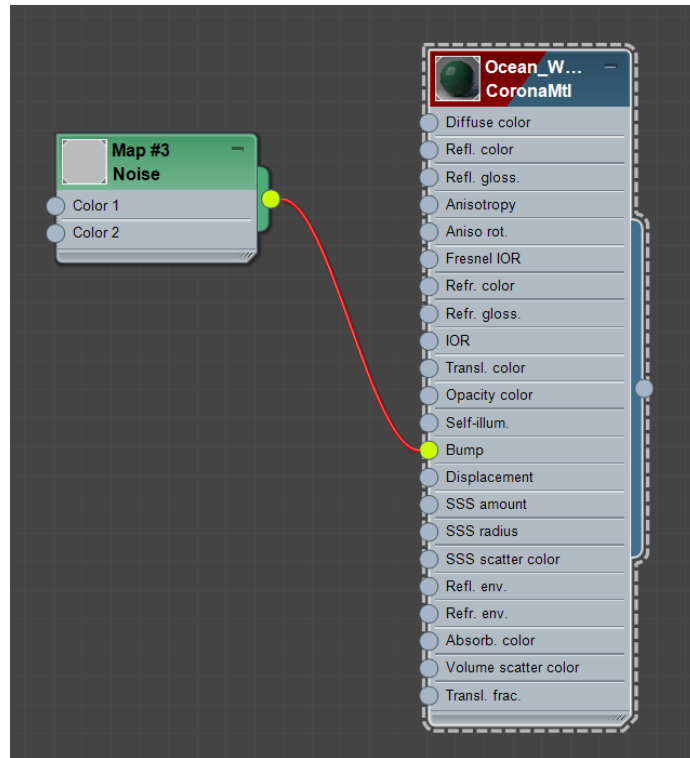 Map #3
Noise
Color 1
Color 2
Ocean_W...
CoronaMtl
Diffuse color
Refl. color
Refl. gloss.
Anisotropy
Aniso rot.
Fresnel IOR
Refr. color
Refr. gloss.
IOR
Transl. color
Opacity color
Self-illum.
Bump
Displacement
SSS amount
SSS radius
SSS scatter color
Refl. env.
Refr. env.
Absorb. color
Volume scatter color
Transl. frac.